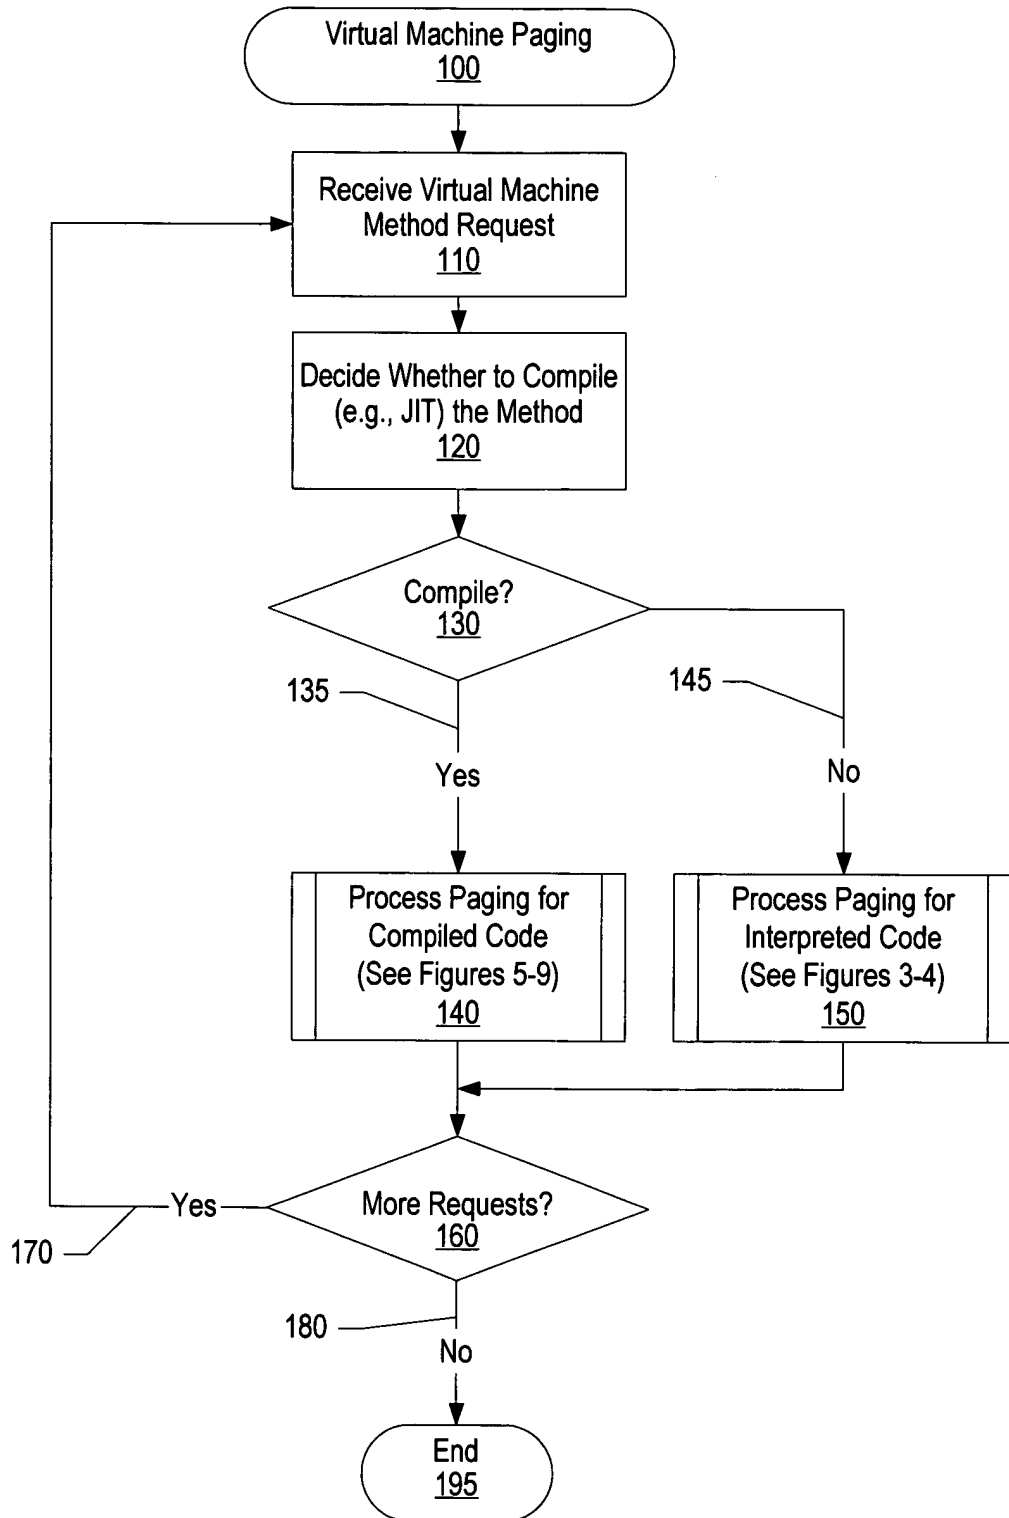 Virtual Machine Paging
100
Receive Virtual Machine
Method Request
110
Decide Whether to Compile
(e.g., JIT) the Method
120
Compile?
130
135
145
Yes
No
Process Paging for
Compiled Code
(See Figures 5-9)
140
Process Paging for
Interpreted Code
(See Figures 3-4)
150
More Requests?
160
Yes
170
180
No
End
195